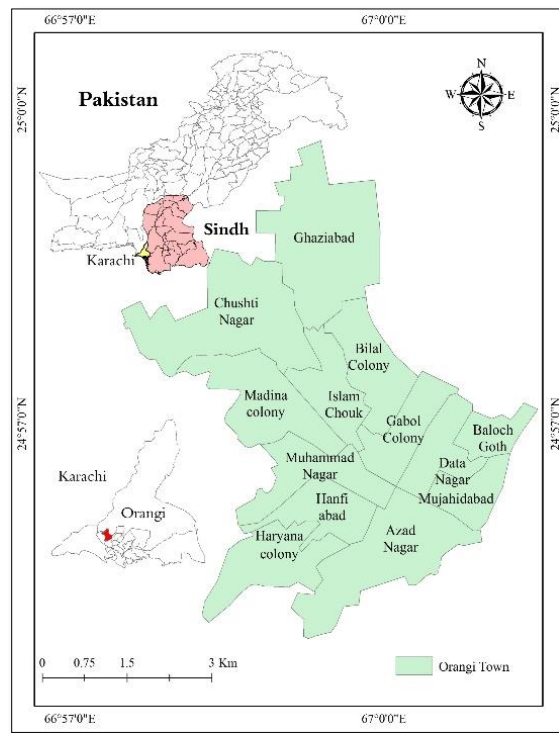 66°57'0"E
67°0'0"E
25°0'0"N
25°0'0"N
Pakistan
N
W
E
S
Sindh
Karachi
Ghaziabad
Chushti
Nagar
Bilal
Colony
Madina
colony
Islam
Chouk
Gabol
Colony
Baloch
Goth
24°57'0"N
24°57'0"N
Muhammad
Nagar
Data
Nagar
Mujahidabad
Hanfi
abad
Haryana
colony
Azad
Nagar
Karachi
Orangi
0 0.75 1.5 3 Km
Orangi Town
66°57'0"E
67°0'0"E